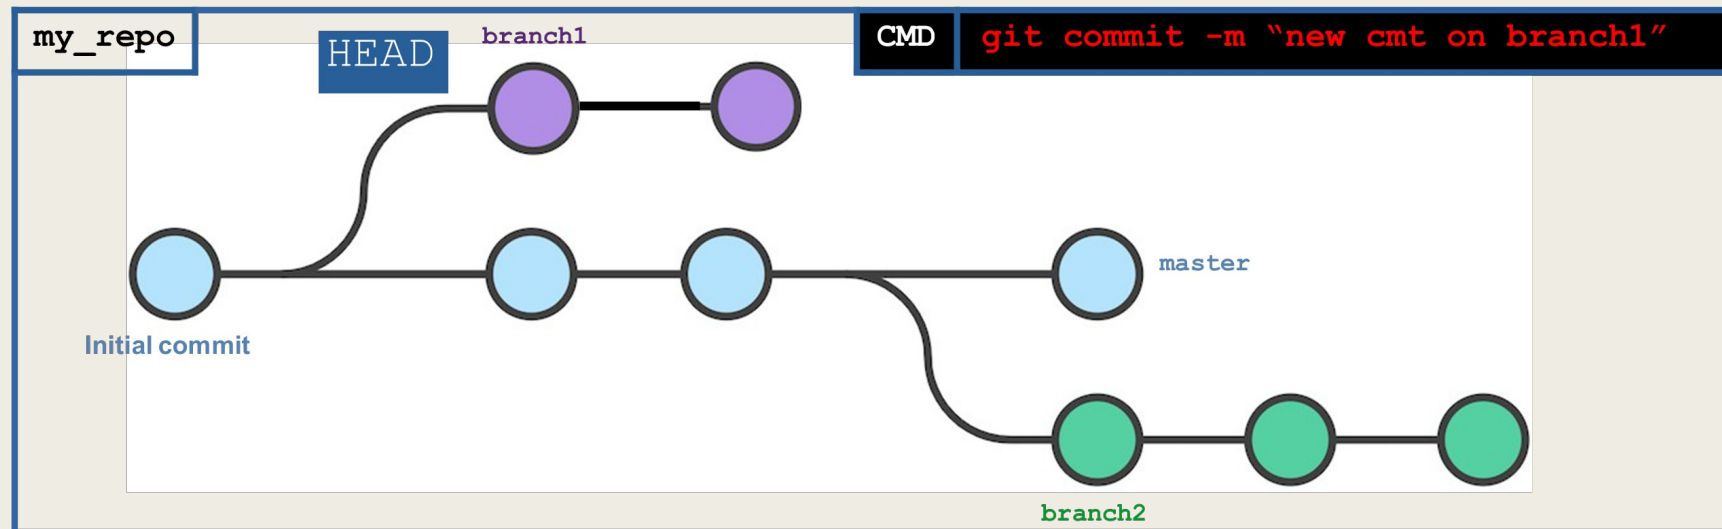 my_repo
HEAD
branch1
CMD
git commit -m “new cmt on branch1”
master
Initial commit
branch2